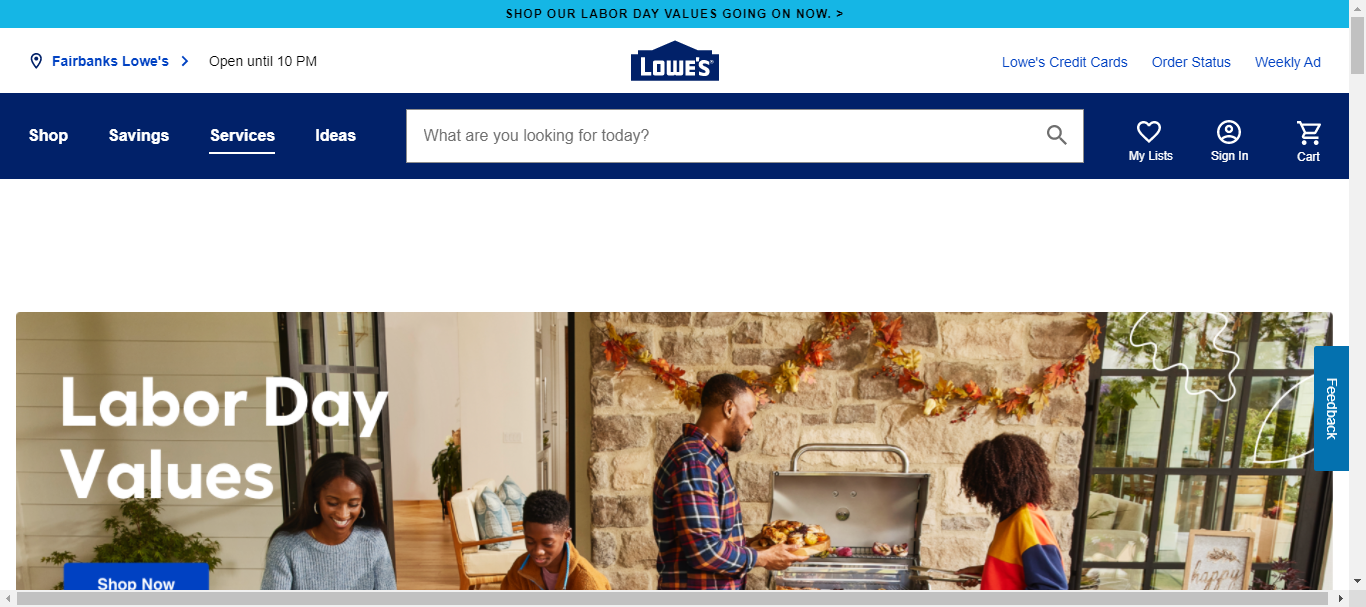 SHOP OUR LABOR DAY VALUES GOING ON NOW. >
Fairbanks Lowe's
Open until 10 PM
LOWE'S
Lowe's Credit Cards
Order Status
Weekly Ad
Shop
Savings
Services
Ideas
What are you looking for today?
My Lists
Sign In
Cart
Labor Day
Values
Shop Now
Feedback
happy